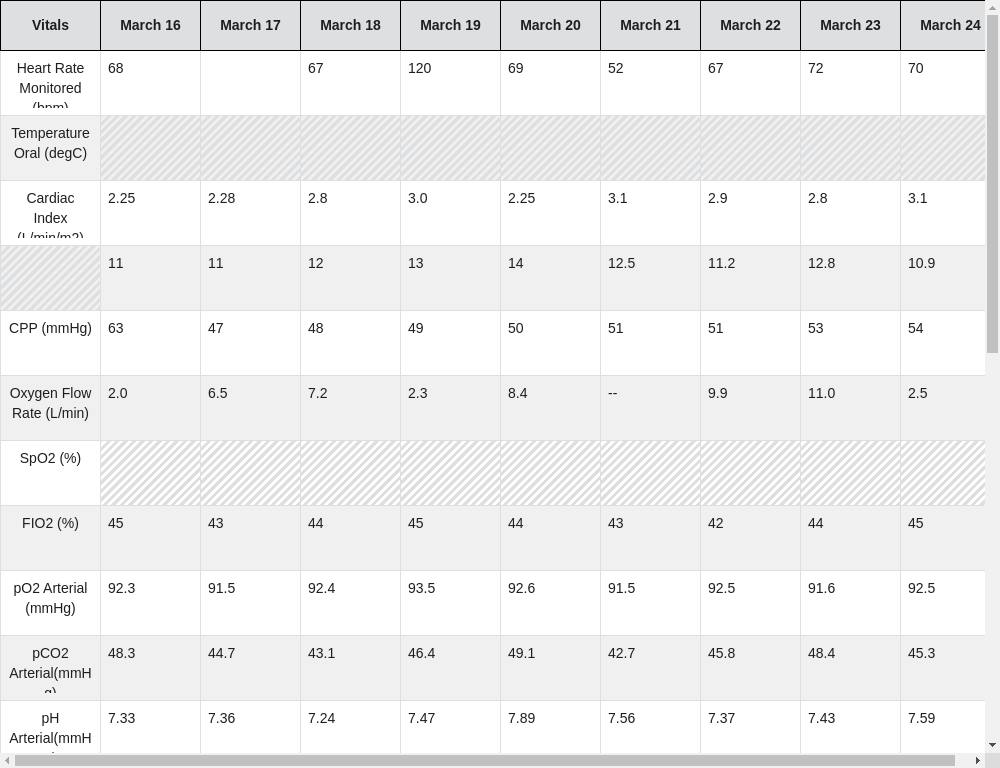 Vitals March 16 March 17 March 18 March 19 March 20 March 21 March 22 March 23 March 24
Heart Rate 68 67 120 69 52 67 72 70
Monitored
(bpm)
Temperature
Oral (degC)
Cardiac 2.25 2.28 2.8 3.0 2.25 3.1 2.9 2.8 3.1
Index
(L/min/m2)
11 11 12 13 14 12.5 11.2 12.8 10.9
CPP (mmHg) 63 47 48 49 50 51 51 53 54
Oxygen Flow 2.0 6.5 7.2 2.3 8.4 -- 9.9 11.0 2.5
Rate (L/min)
SpO2 (%)
FIO2 (%) 45 43 44 45 44 43 42 44 45
pO2 Arterial 92.3 91.5 92.4 93.5 92.6 91.5 92.5 91.6 92.5
(mmHg)
pCO2 48.3 44.7 43.1 46.4 49.1 42.7 45.8 48.4 45.3
Arterial(mmH
g)
pH 7.33 7.36 7.24 7.47 7.89 7.56 7.37 7.43 7.59
Arterial(mmH